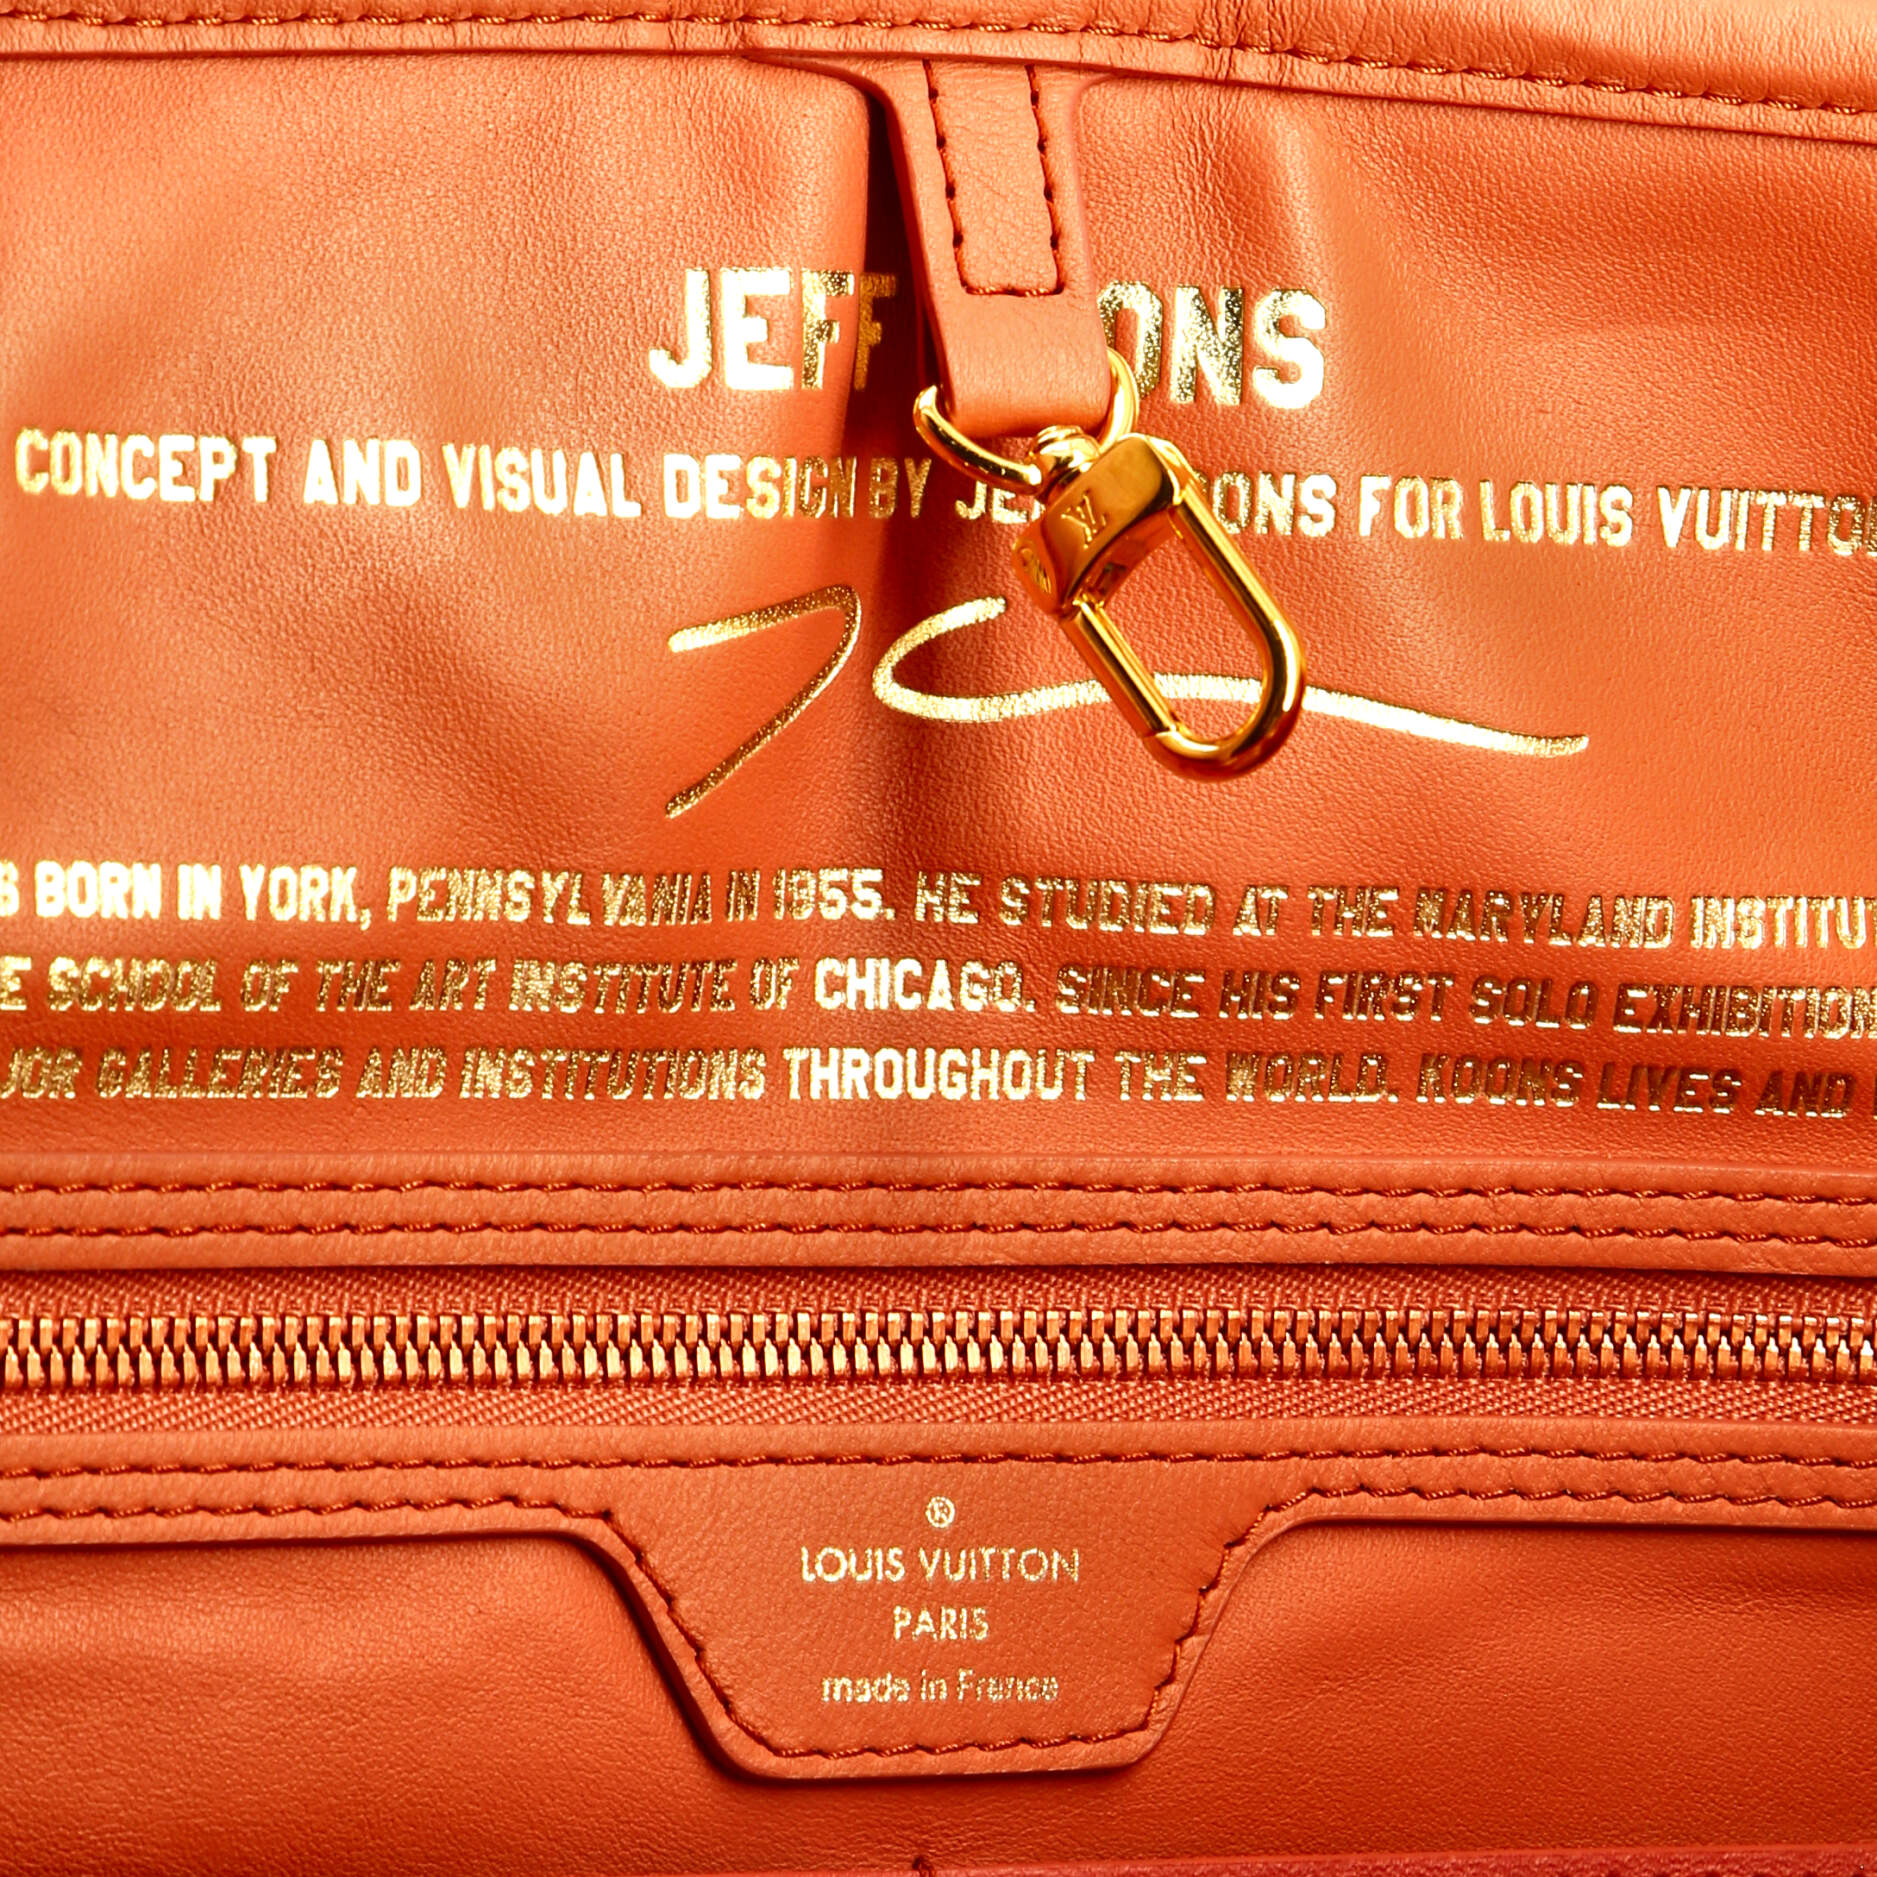 JEFF
CONCEPT AND VISUAL DESIGN BY FOR LOUIS VUITTON
BORN IN YORK, PENNSYLVANIA IN 1955. HE STUDIED AT THE MARYLAND
SCHOOL OF THE ART INSTITUTE OF CHICAGO. SINCE HIS FIRST SOLO EXHIBITION
GALLERIES AND INSTITUTIONS THROUGHOUT THE WORLD. KOONS LIVES AND
®
LOUIS VUITTON
PARIS
made in France